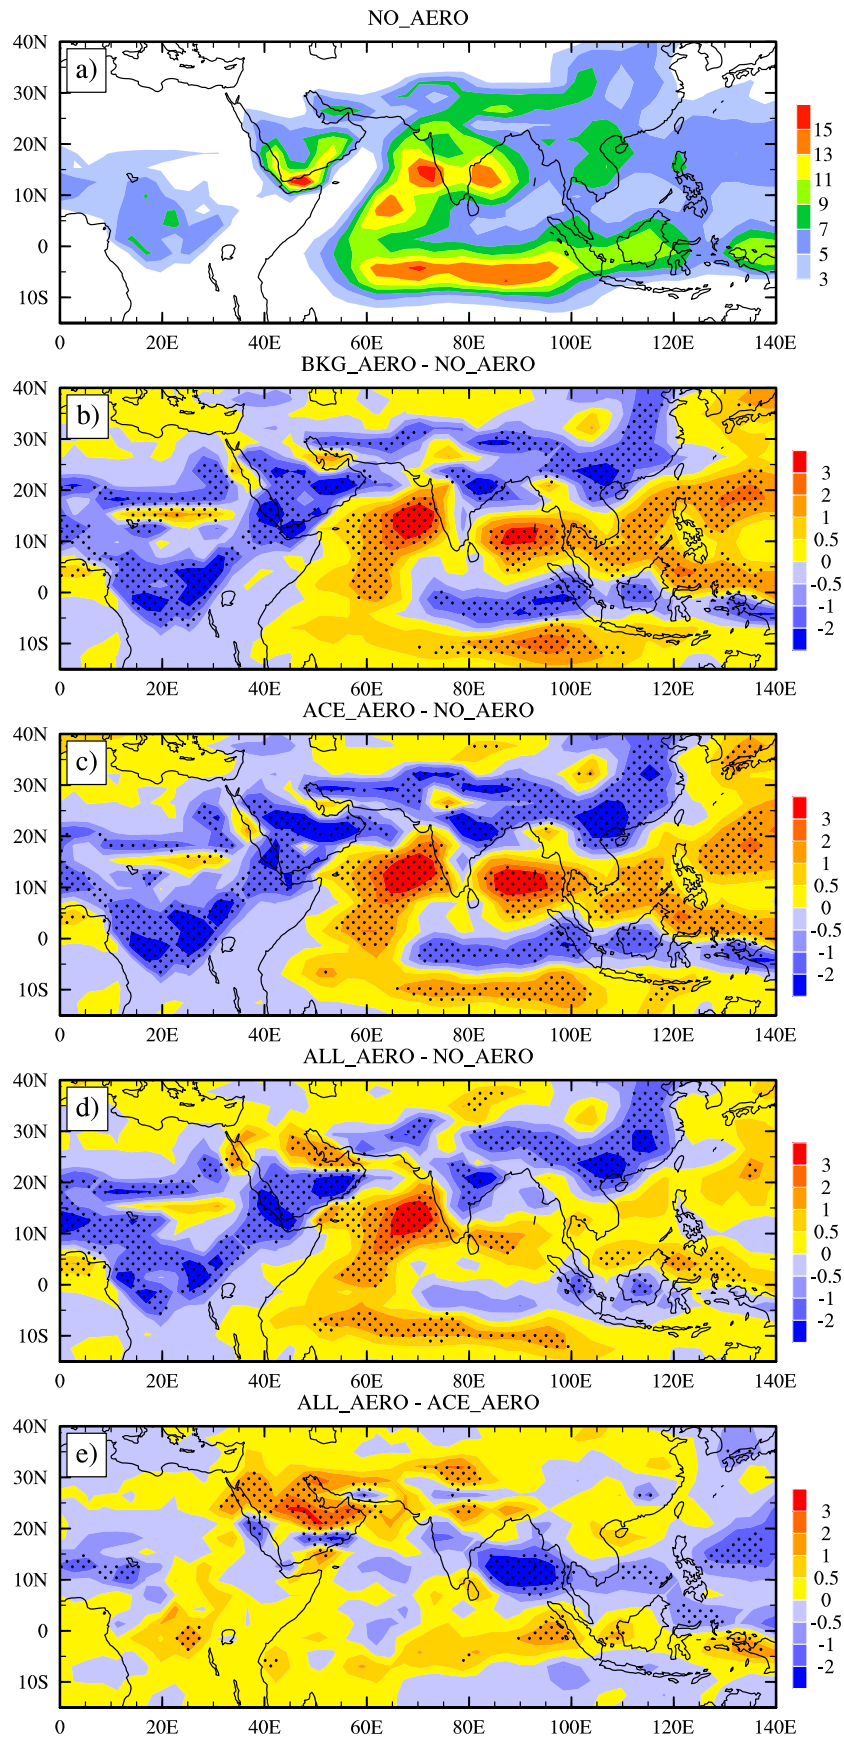 NO_AERO
40N
a)
30N
20N
10N
0
10S
15
13
11
9
7
5
3
0 20E 40E 60E 80E 100E 120E 140E
BKG_AERO - NO_AERO
40N
b)
30N
20N
10N
0
10S
3
2
1
0.5
0
-0.5
-1
-2
0 20E 40E 60E 80E 100E 120E 140E
ACE_AERO - NO_AERO
40N
c)
30N
20N
10N
0
10S
3
2
1
0.5
0
-0.5
-1
-2
0 20E 40E 60E 80E 100E 120E 140E
ALL_AERO - NO_AERO
40N
d)
30N
20N
10N
0
10S
3
2
1
0.5
0
-0.5
-1
-2
0 20E 40E 60E 80E 100E 120E 140E
ALL_AERO - ACE_AERO
40N
e)
30N
20N
10N
0
10S
3
2
1
0.5
0
-0.5
-1
-2
0 20E 40E 60E 80E 100E 120E 140E